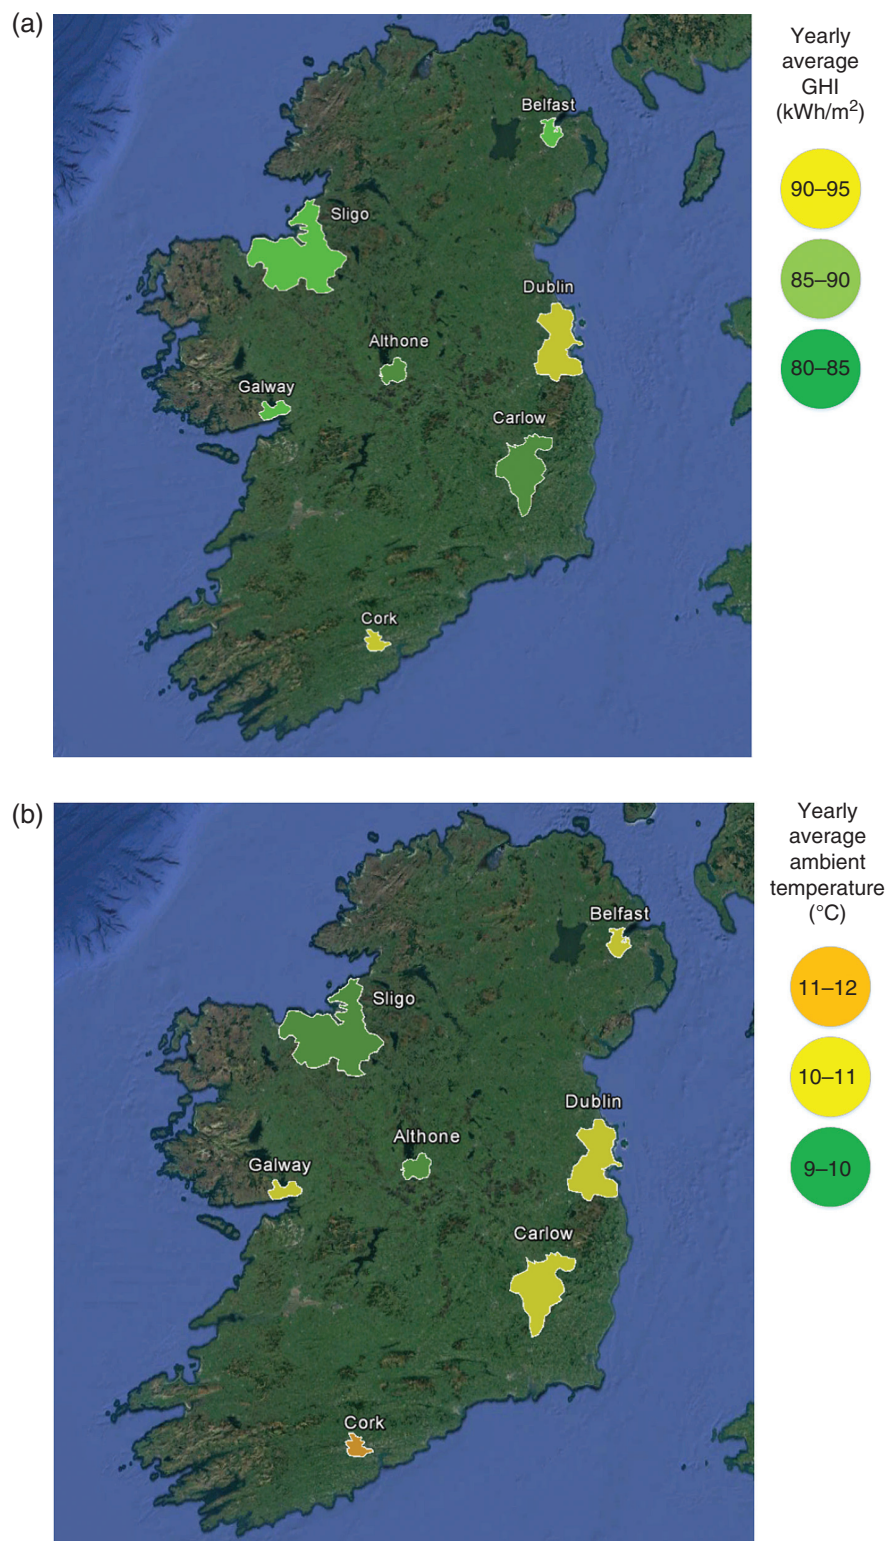 (a)
Yearly
average
GHI
(kWh/m²)
90–95
85–90
80–85
Belfast
Sligo
Dublin
Althone
Galway
Carlow
Cork
(b)
Yearly
average
ambient
temperature
(°C)
11–12
10–11
9–10
Belfast
Sligo
Dublin
Althone
Galway
Carlow
Cork